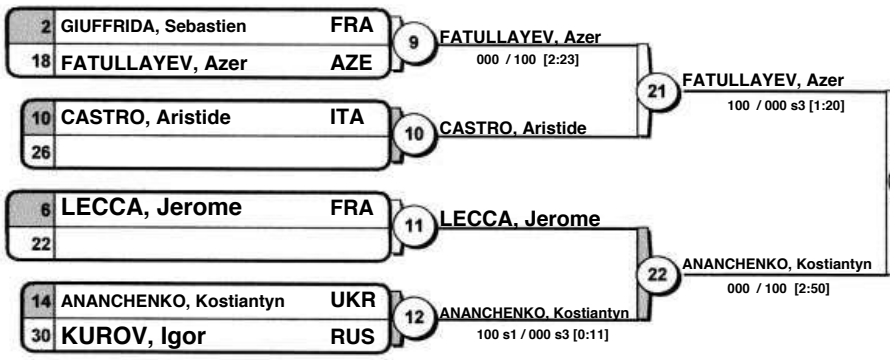 2 GIUFFRIDA, Sebastien FRA
18 FATULLAYEV, Azer AZE
9
FATULLAYEV, Azer
000 / 100 [2:23]
10 CASTRO, Aristide ITA
26
10
CASTRO, Aristide
21
FATULLAYEV, Azer
100 / 000 s3 [1:20]
6 LECCA, Jerome FRA
22
11
LECCA, Jerome
14 ANANCHENKO, Kostiantyn UKR
30 KUROV, Igor RUS
12
ANANCHENKO, Kostiantyn
100 s1 / 000 s3 [0:11]
22
ANANCHENKO, Kostiantyn
000 / 100 [2:50]